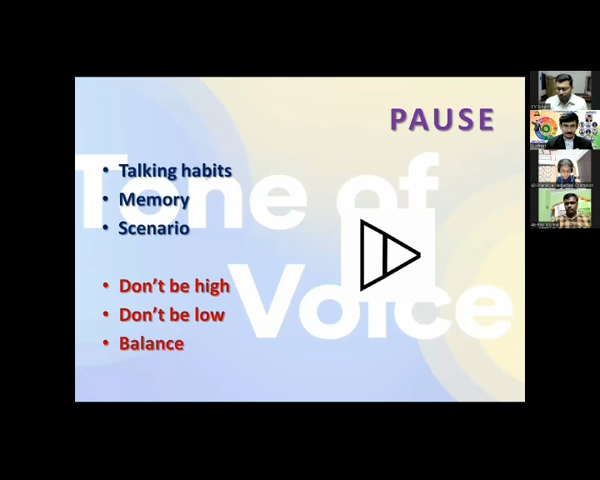 PAUSE
Tone of
Voice
• Talking habits
• Memory
• Scenario
• Don't be high
• Don't be low
• Balance